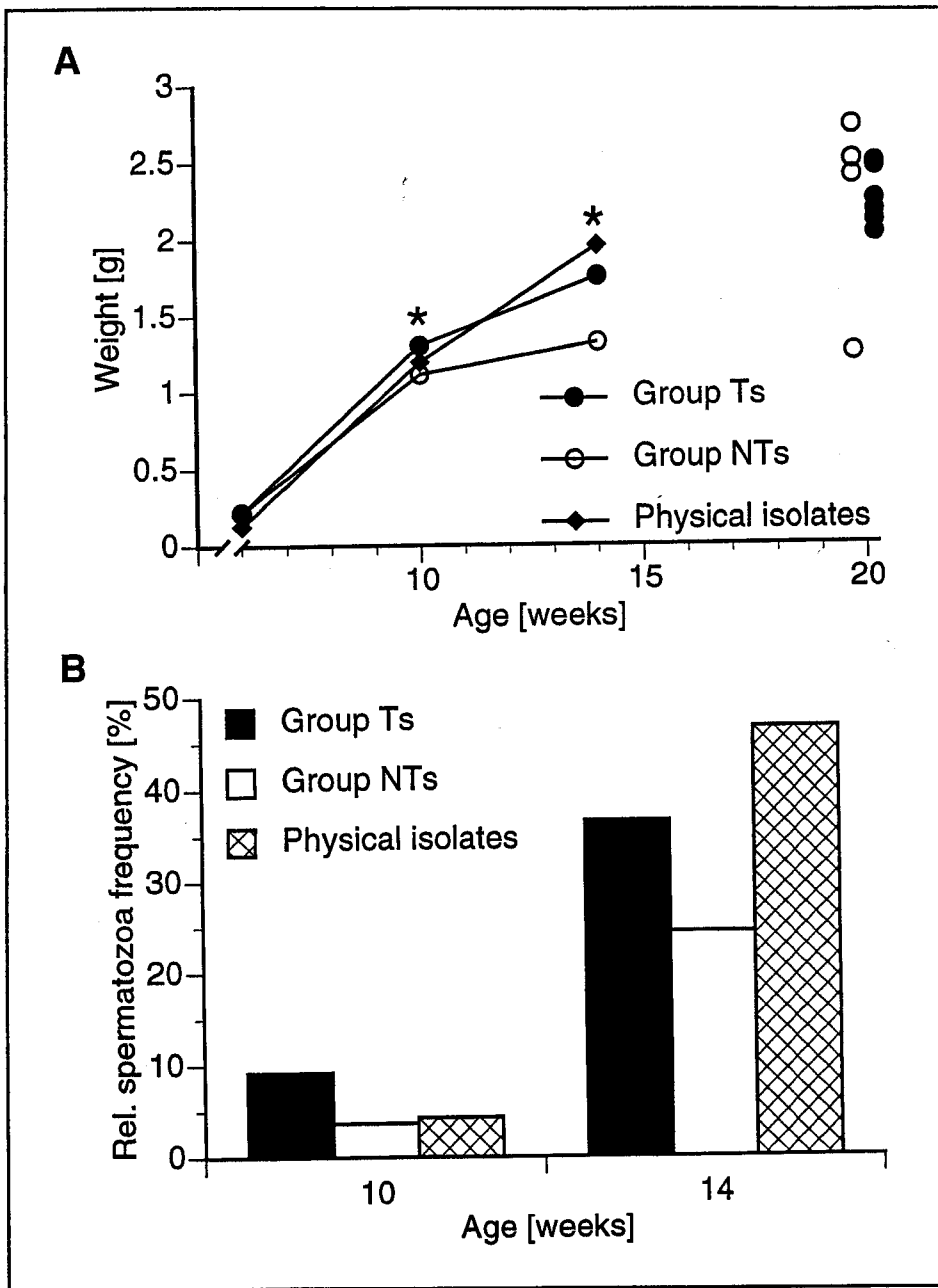 A
3
2.5
2
1.5
1
0.5
0
Weight [g]
*
*
Group Ts
Group NTs
Physical isolates
10
15
20
Age [weeks]
B
50
40
30
20
10
0
Rel. spermatozoa frequency [%]
Group Ts
Group NTs
Physical isolates
10
14
Age [weeks]